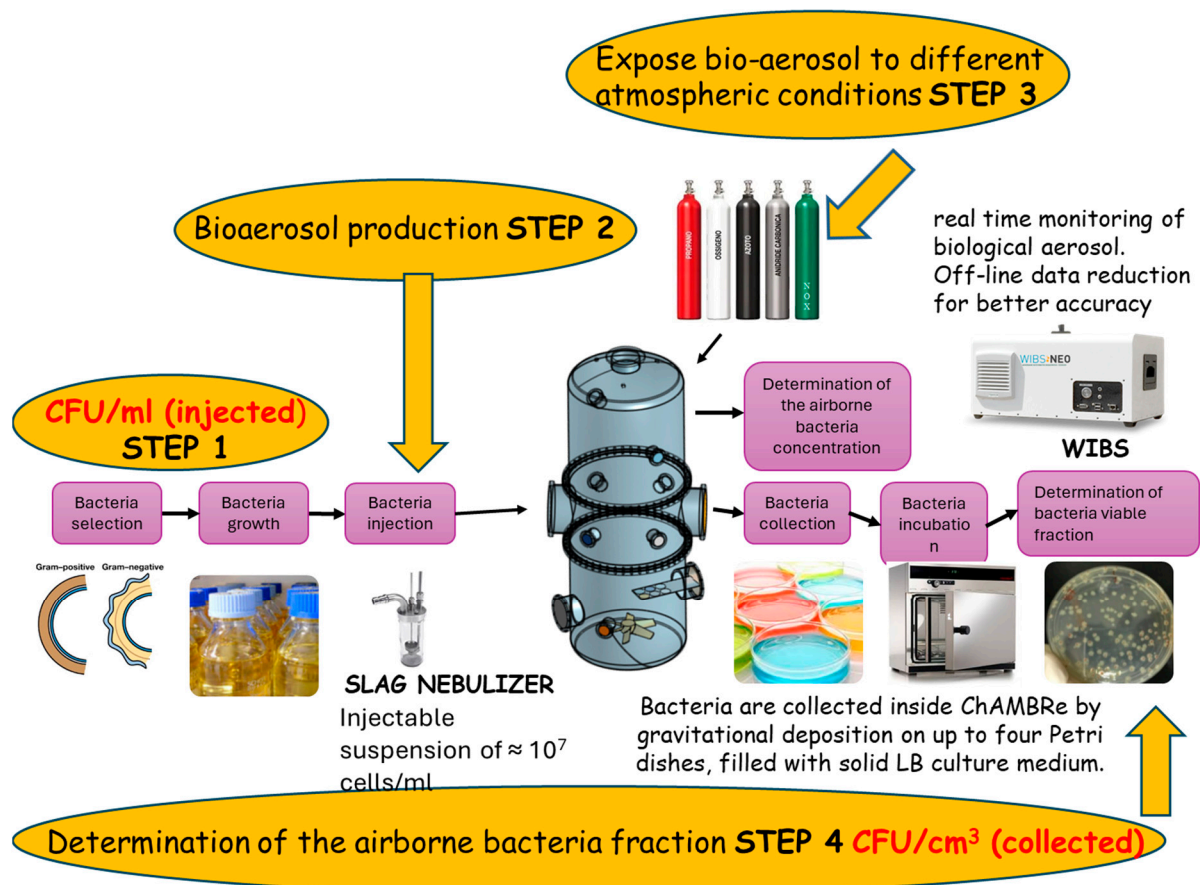 Expose bio-aerosol to different
atmospheric conditions STEP 3
Bioaerosol production STEP 2
PROPANO
OSSIGENO
AZOTO
ANIDRIDE CARBONICA
NOX
real time monitoring of
biological aerosol.
Off-line data reduction
for better accuracy
WIBS NEO
WIBS
CFU/ml (injected)
STEP 1
Determination of
the airborne
bacteria
concentration
Bacteria
selection
Bacteria
growth
Bacteria
injection
Bacteria
collection
Bacteria
incubatio
n
Determination of
bacteria viable
fraction
Gram-positive
Gram-negative
SLAG NEBULIZER
Injectable
suspension of ≈ 10⁷
cells/ml
Bacteria are collected inside ChAMBRe by
gravitational deposition on up to four Petri
dishes, filled with solid LB culture medium.
Determination of the airborne bacteria fraction STEP 4 CFU/cm³ (collected)